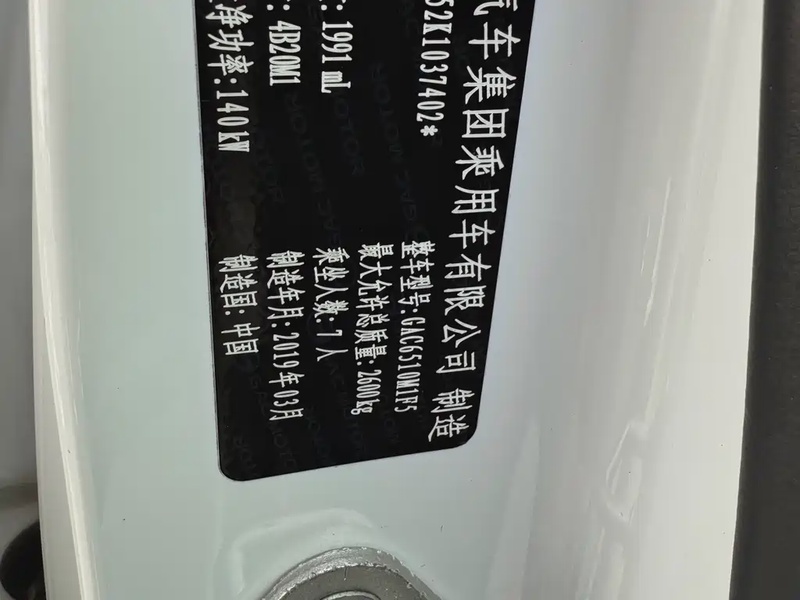 汽车集团乘用车有限公司 制造
52K1037402*
整车型号:GAC6510M1F5
: 1991 mL
最大允许总质量: 2600kg
: 4B20M1
乘坐人数: 7 人
净功率: 140kW
制造年月: 2019年03月
制造国: 中国